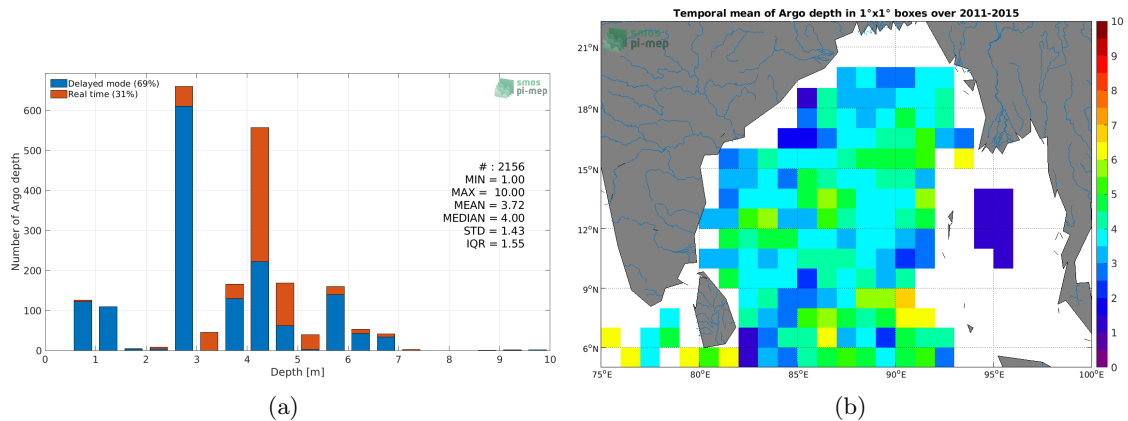 Delayed mode (69%)
Real time (31%)
smos
pi-mep
# : 2156
MIN = 1.00
MAX = 10.00
MEAN = 3.72
MEDIAN = 4.00
STD = 1.43
IQR = 1.55
Number of Argo depth
600
500
400
300
200
100
0
0 1 2 3 4 5 6 7 8 9 10
Depth [m]
(a)
Temporal mean of Argo depth in 1°x1° boxes over 2011-2015
smos
pi-mep
21°N
18°N
15°N
12°N
9°N
6°N
75°E 80°E 85°E 90°E 95°E 100°E
10
9
8
7
6
5
4
3
2
1
0
(b)